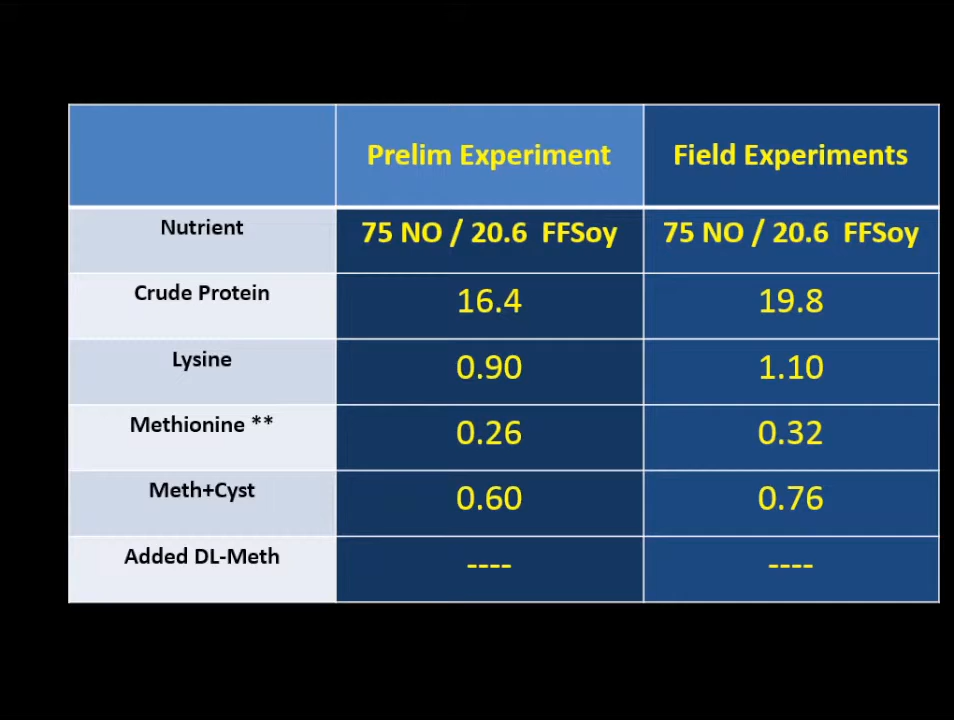 Prelim Experiment Field Experiments
Nutrient 75 NO / 20.6 FFSoy 75 NO / 20.6 FFSoy
Crude Protein 16.4 19.8
Lysine 0.90 1.10
Methionine ** 0.26 0.32
Meth+Cyst 0.60 0.76
Added DL-Meth ---- ----